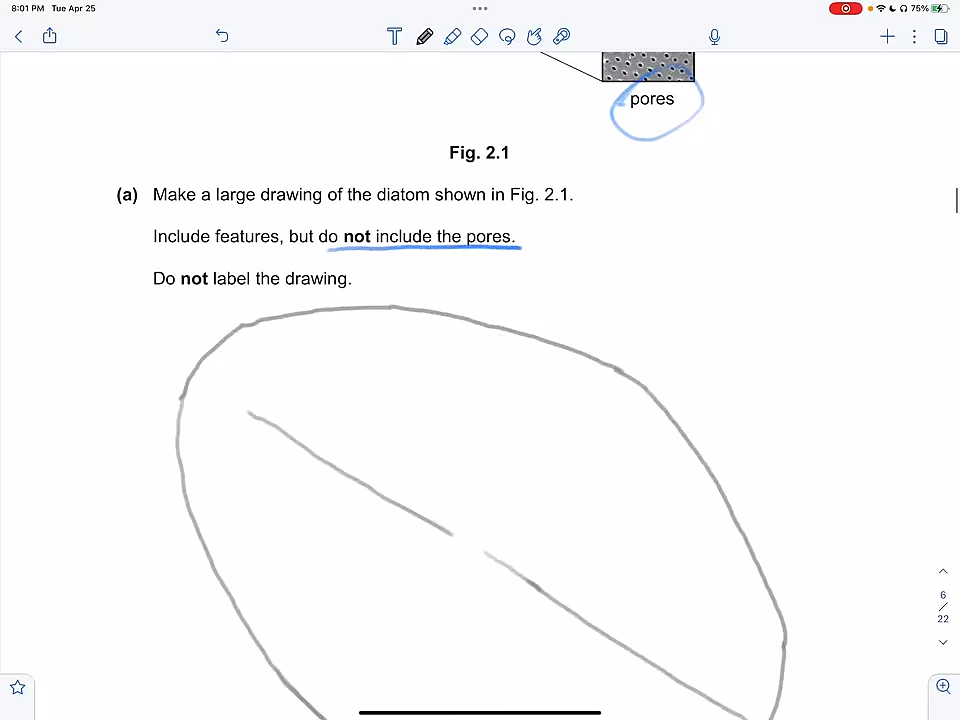 8:01 PM Tue Apr 25
75%
pores
Fig. 2.1
(a) Make a large drawing of the diatom shown in Fig. 2.1.
Include features, but do not include the pores.
Do not label the drawing.
6
/
22